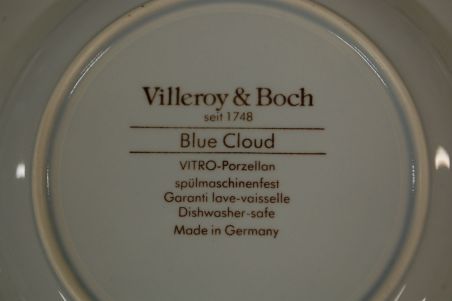 Villeroy & Boch
seit 1748
Blue Cloud
VITRO-Porzellan
spülmaschinenfest
Garanti lave-vaisselle
Dishwasher-safe
Made in Germany